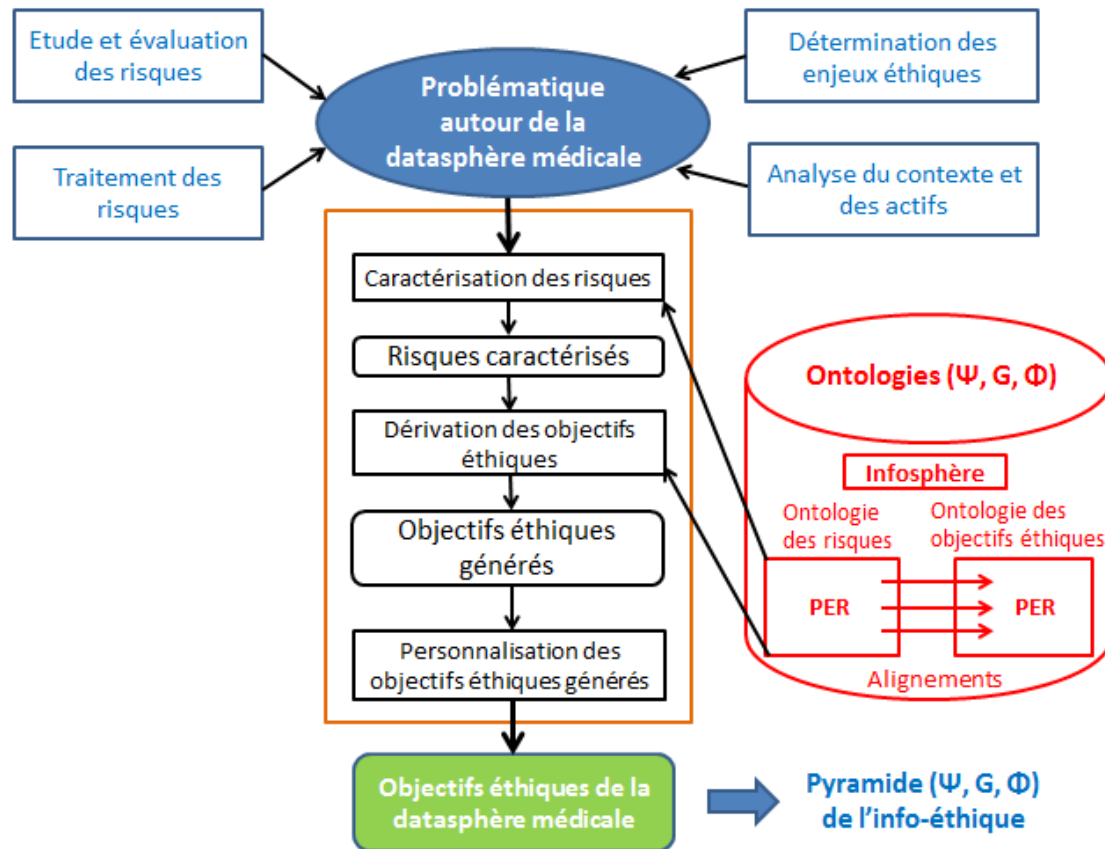 Etude et évaluation
des risques
Problématique
autour de la
datasphère médicale
Détermination des
enjeux éthiques
Traitement des
risques
Analyse du contexte et
des actifs
Caractérisation des risques
Risques caractérisés
Dérivation des objectifs
éthiques
Objectifs éthiques
générés
Personnalisation des
objectifs éthiques générés
Ontologies (Ψ, G, Φ)
Infosphère
Ontologie
des risques
Ontologie des
objectifs éthiques
PER
PER
Alignements
Objectifs éthiques de la
datasphère médicale
Pyramide (Ψ, G, Φ)
de l'info-éthique